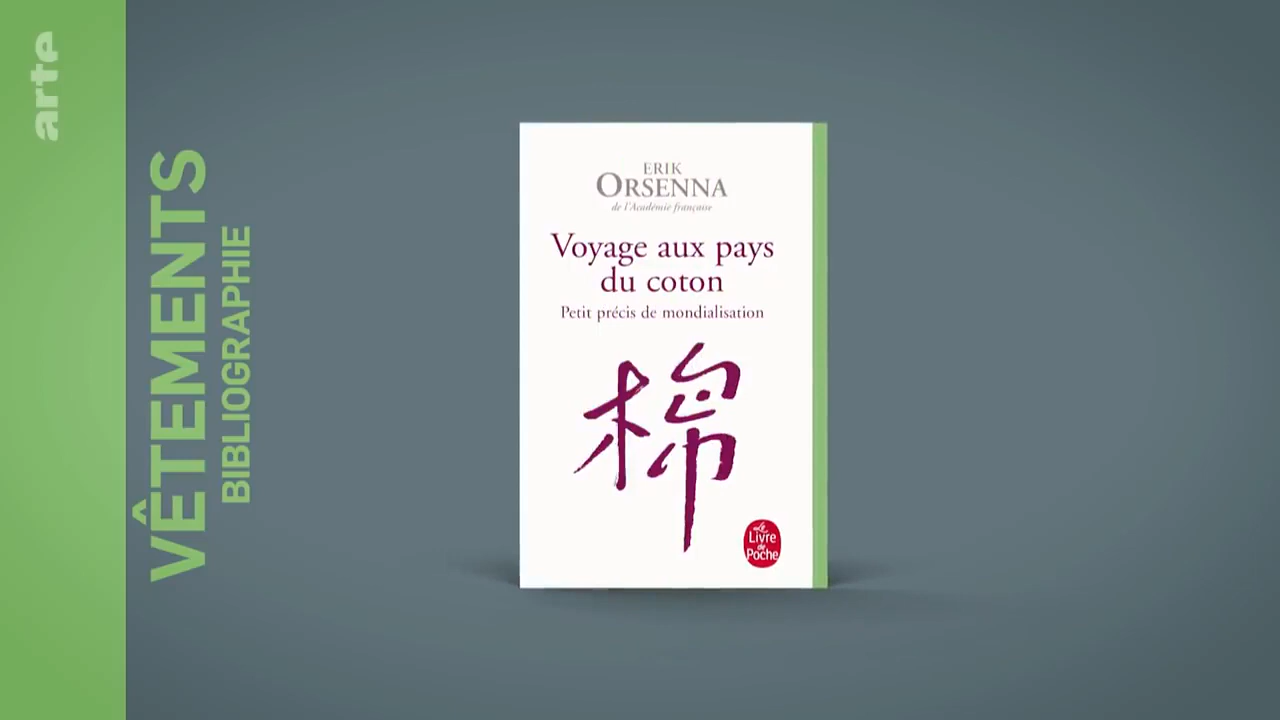 arte
VÊTEMENTS
BIBLIOGRAPHIE
ERIK
ORSENNA
de l'Académie française
Voyage aux pays
du coton
Petit précis de mondialisation
棉
Le
Livre
de
Poche